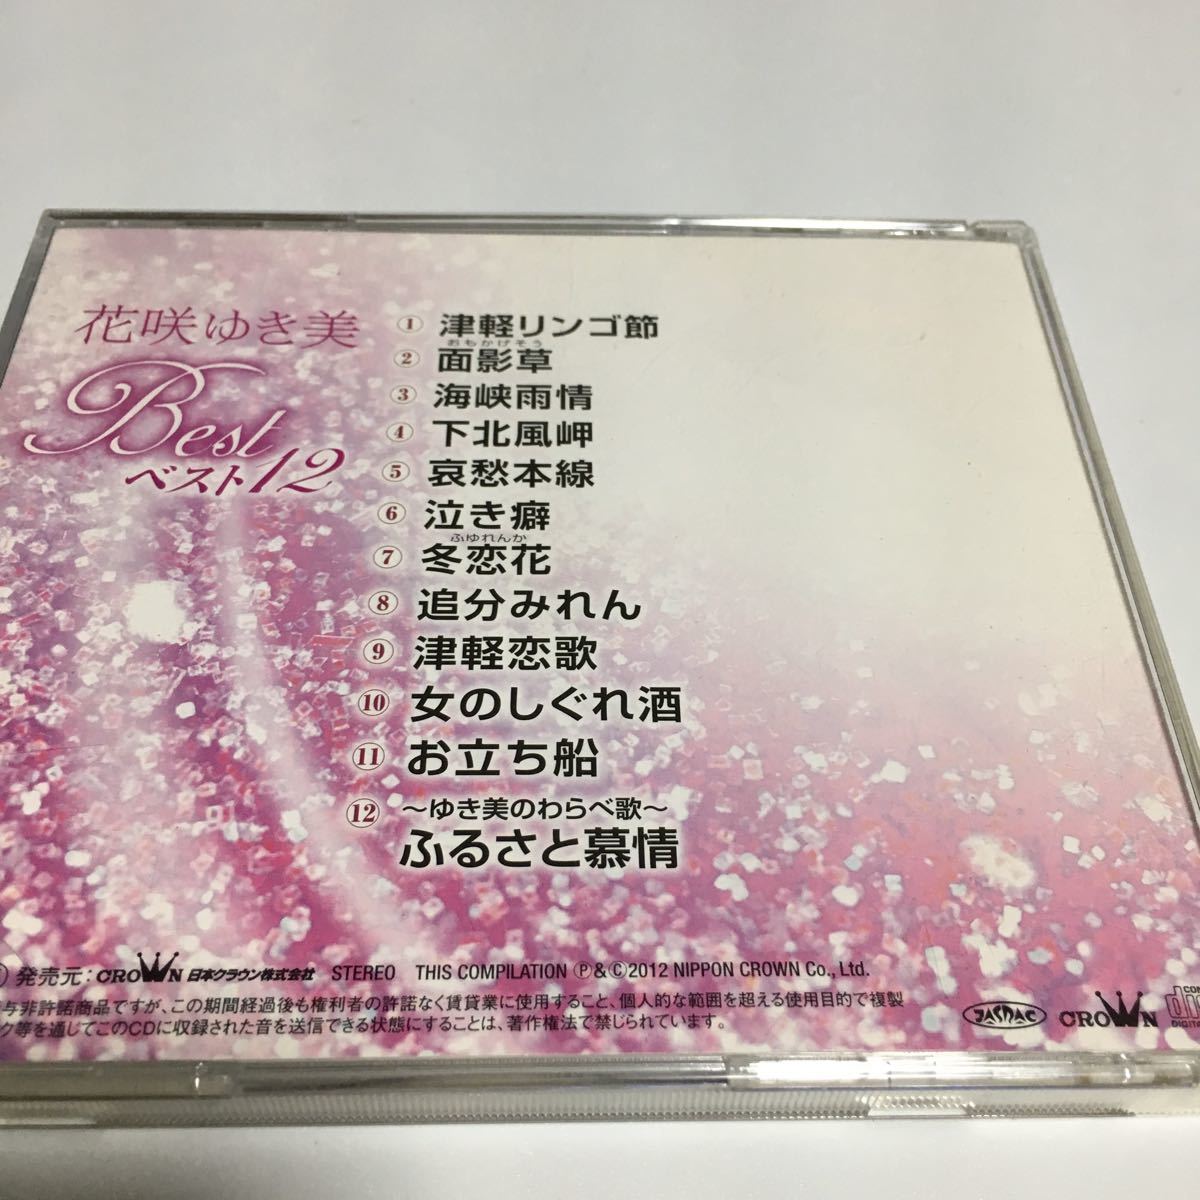 花咲ゆき美
Best
ベスト12
① 津軽リンゴ節
おもかげそう
② 面影草
③ 海峡雨情
④ 下北風岬
⑤ 哀愁本線
⑥ 泣き癖
ふゆれんか
⑦ 冬恋花
⑧ 追分みれん
⑨ 津軽恋歌
⑩ 女のしぐれ酒
⑪ お立ち船
⑫ ～ゆき美のわらべ歌～
ふるさと慕情
発売元：CROWN 日本クラウン株式会社 STEREO THIS COMPILATION Ⓟ&©2012 NIPPON CROWN Co., Ltd.
与非許諾商品ですが、この期間経過後も権利者の許諾なく賃貸業に使用すること、個人的な範囲を超える使用目的で複製
ク等を通じてこのCDに収録された音を送信できる状態にすることは、著作権法で禁じられています。
JASRAC CROWN